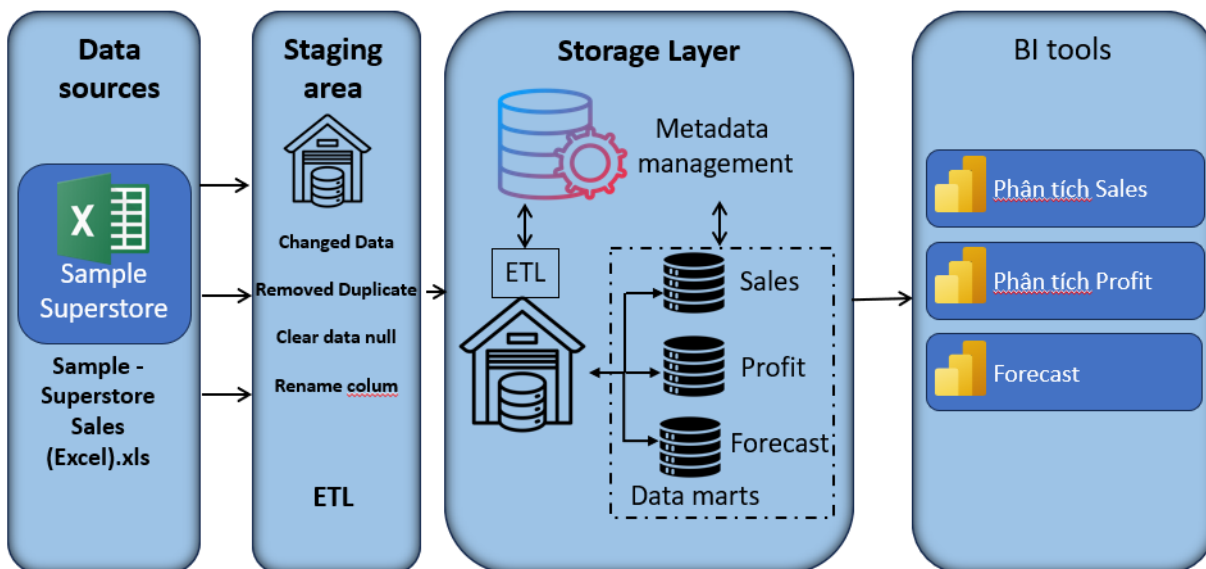 Data
sources
X
Sample
Superstore
Sample -
Superstore
Sales
(Excel).xls
Staging
area
Changed Data
Removed Duplicate
Clear data null
Rename colum
ETL
Storage Layer
Metadata
management
ETL
Sales
Profit
Forecast
Data marts
BI tools
Phân tích Sales
Phân tích Profit
Forecast